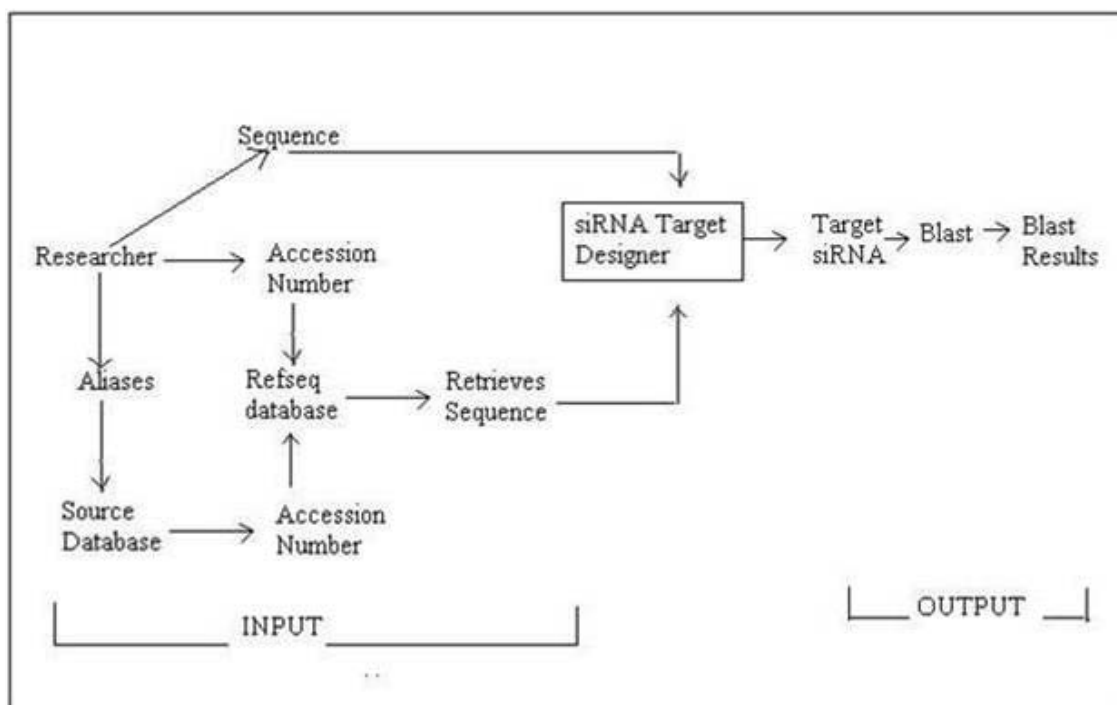 Sequence
siRNA Target
Designer
Target
siRNA
Blast
Blast
Results
Researcher
Accession
Number
Aliases
Refseq
database
Retrieves
Sequence
Source
Database
Accession
Number
INPUT
OUTPUT